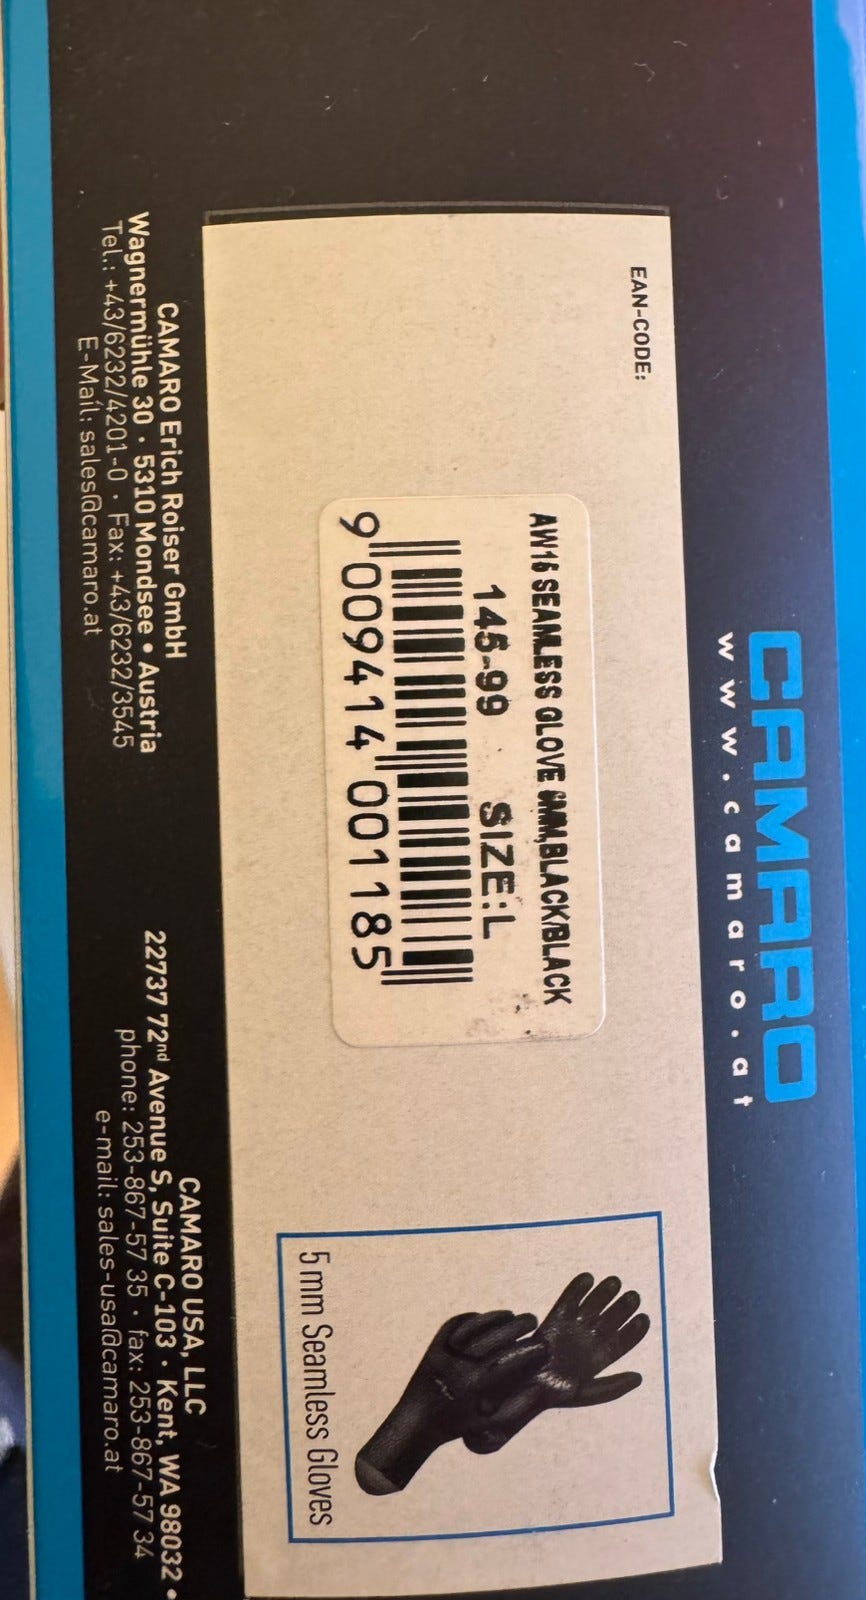 CAMARO
www.camaro.at
EAN-CODE:
AW16 SEAMLESS GLOVE MM,BLACK/BLACK
145-99 SIZE:L
9 009414 001185
5 mm Seamless Gloves
CAMARO Erich Roiser GmbH
Wagnermühle 30 · 5310 Mondsee • Austria
Tel.: +43/6232/4201-0 · Fax: +43/6232/3545
E-Mail: sales@camaro.at
CAMARO USA, LLC
22737 72nd Avenue S, Suite C-103 · Kent, WA 98032 •
phone: 253-867-57 35 · fax: 253-867-57 34
e-mail: sales-usa@camaro.at